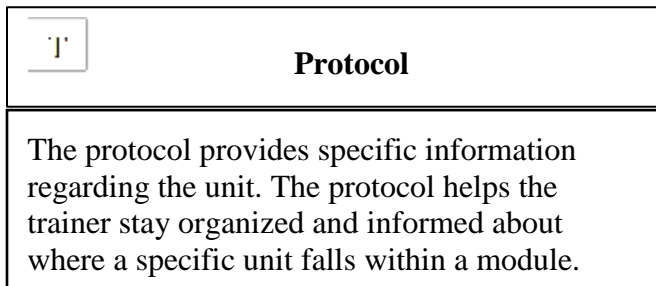 T
Protocol
The protocol provides specific information
regarding the unit. The protocol helps the
trainer stay organized and informed about
where a specific unit falls within a module.